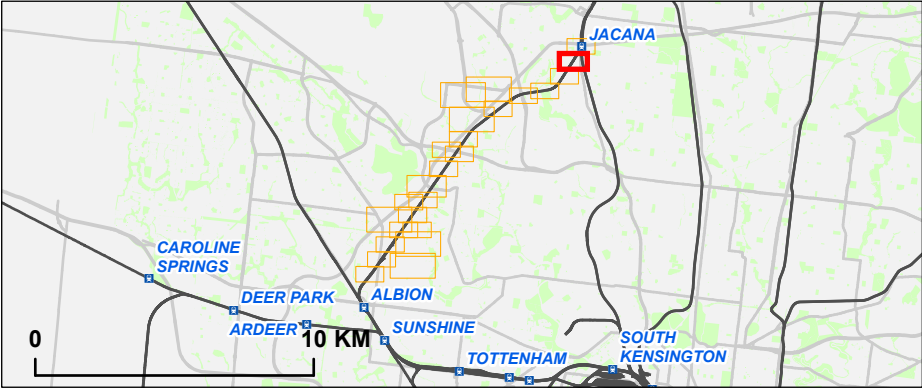 JACANA
CAROLINE
SPRINGS
DEER PARK
ALBION
ARDEER
SUNSHINE
0
10 KM
TOTTENHAM
SOUTH
KENSINGTON